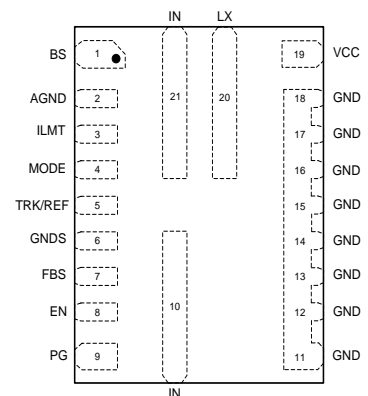 IN LX
BS 1 19 VCC
AGND 2 21 20 18 GND
ILMT 3 17 GND
MODE 4 16 GND
TRK/REF 5 15 GND
GNDS 6 14 GND
FBS 7 13 GND
EN 8 10 12 GND
PG 9 11 GND
IN